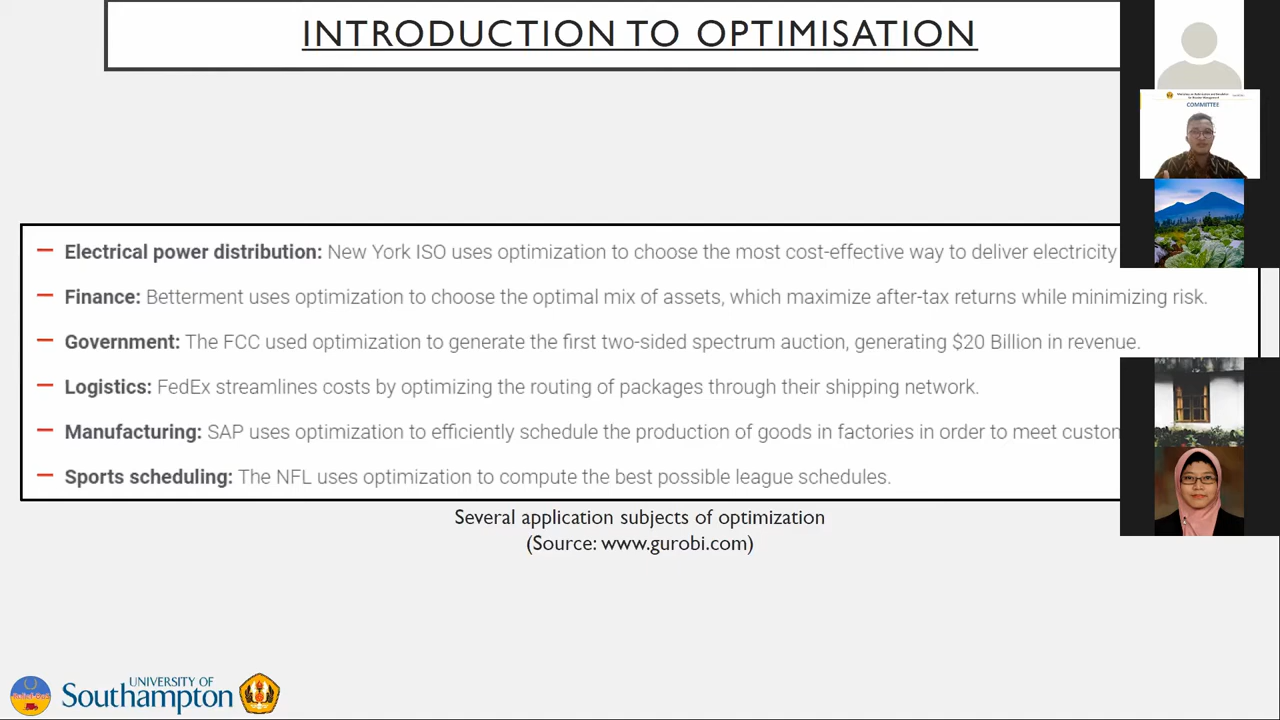 INTRODUCTION TO OPTIMISATION
COMMITTEE
— Electrical power distribution: New York ISO uses optimization to choose the most cost-effective way to deliver electricity
— Finance: Betterment uses optimization to choose the optimal mix of assets, which maximize after-tax returns while minimizing risk.
— Government: The FCC used optimization to generate the first two-sided spectrum auction, generating $20 Billion in revenue.
— Logistics: FedEx streamlines costs by optimizing the routing of packages through their shipping network.
— Manufacturing: SAP uses optimization to efficiently schedule the production of goods in factories in order to meet custom
— Sports scheduling: The NFL uses optimization to compute the best possible league schedules.
Several application subjects of optimization
(Source: www.gurobi.com)
UNIVERSITY OF
Southampton